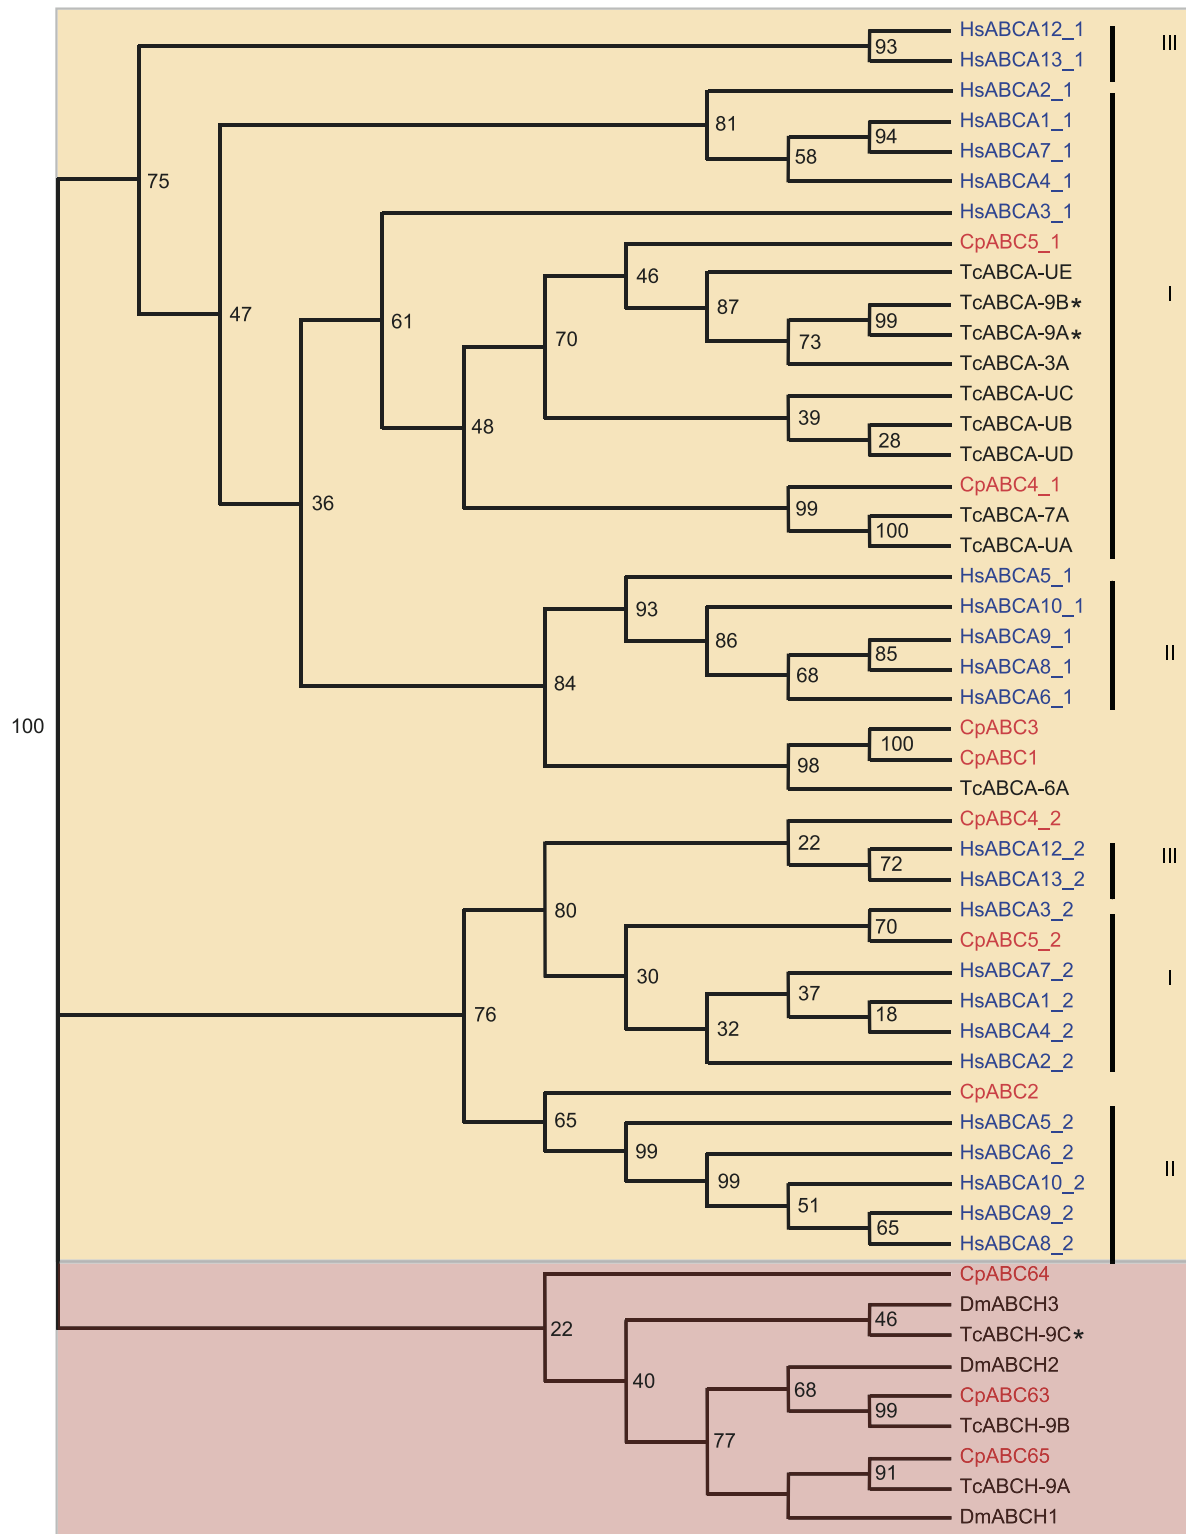 HsABCA12_1
93
III
HsABCA13_1
HsABCA2_1
81
HsABCA1_1
94
HsABCA7_1
58
HsABCA4_1
75
HsABCA3_1
CpABC5_1
46
TcABCA-UE
I
87
TcABCA-9B*
47
61
99
TcABCA-9A*
70
73
TcABCA-3A
TcABCA-UC
39
TcABCA-UB
48
28
TcABCA-UD
CpABC4_1
36
99
TcABCA-7A
100
TcABCA-UA
HsABCA5_1
93
HsABCA10_1
86
HsABCA9_1
85
II
HsABCA8_1
68
84
HsABCA6_1
100
CpABC3
100
CpABC1
98
TcABCA-6A
CpABC4_2
22
HsABCA12_2
72
III
HsABCA13_2
80
HsABCA3_2
70
CpABC5_2
30
HsABCA7_2
I
37
HsABCA1_2
76
18
32
HsABCA4_2
HsABCA2_2
CpABC2
65
HsABCA5_2
99
HsABCA6_2
II
99
HsABCA10_2
51
HsABCA9_2
65
HsABCA8_2
CpABC64
DmABCH3
46
22
TcABCH-9C*
DmABCH2
40
68
CpABC63
99
TcABCH-9B
77
CpABC65
91
TcABCH-9A
DmABCH1